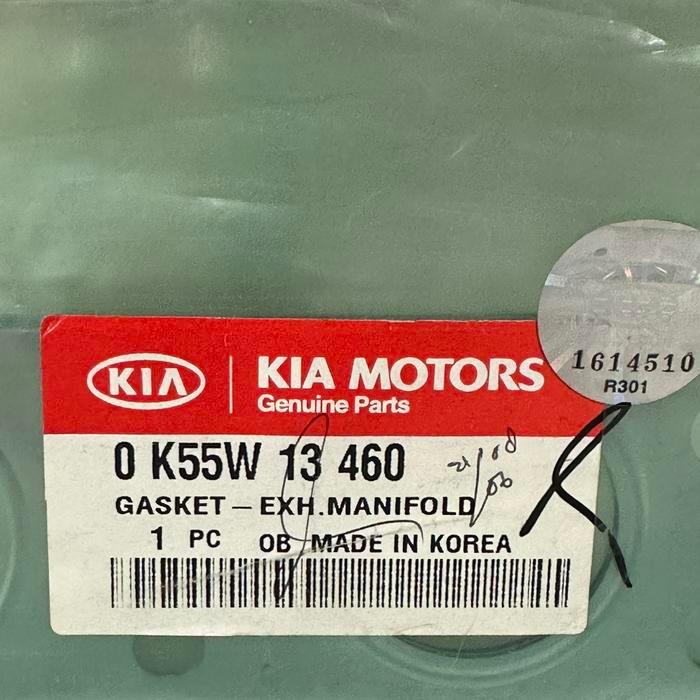 1614510
R301
KIA
KIA MOTORS
Genuine Parts
0 K55W 13 460
GASKET – EXH.MANIFOLD
1 PC OB MADE IN KOREA